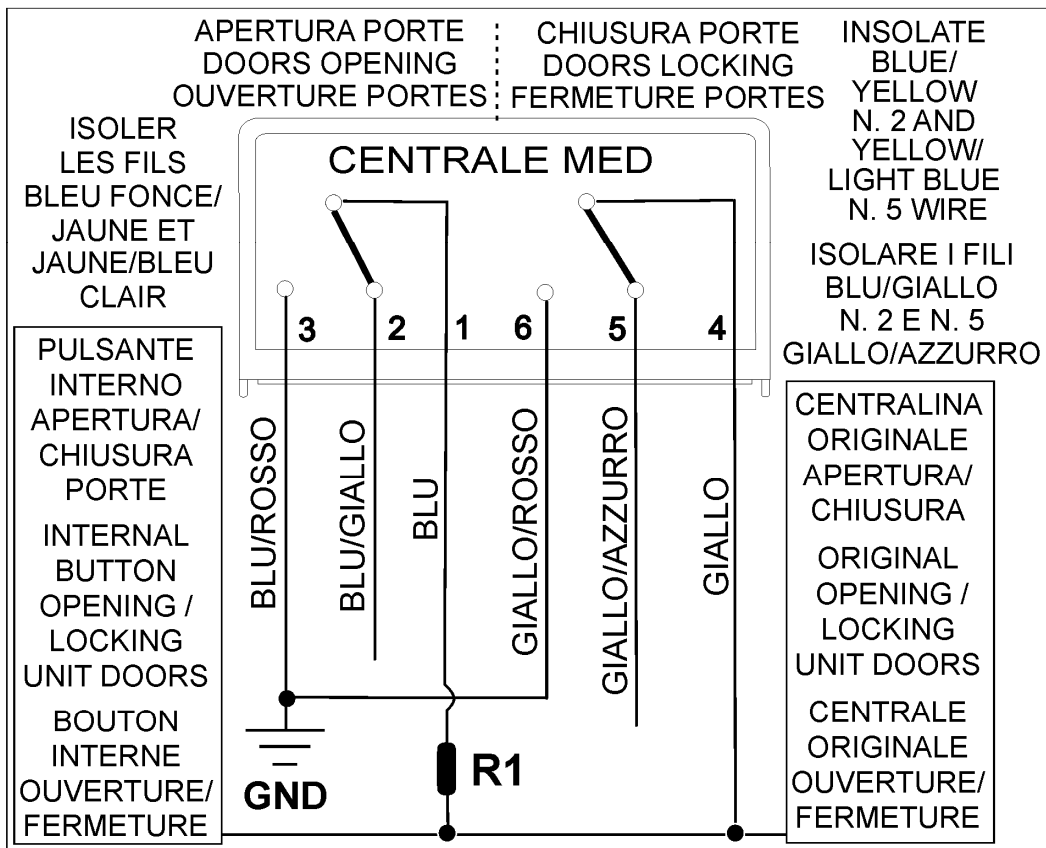 APERTURA PORTE
DOORS OPENING
OUVERTURE PORTES
CHIUSURA PORTE
DOORS LOCKING
FERMETURE PORTES
INSOLATE
BLUE/
YELLOW
N. 2 AND
YELLOW/
LIGHT BLUE
N. 5 WIRE
ISOLER
LES FILS
BLEU FONCE/
JAUNE ET
JAUNE/BLEU
CLAIR
CENTRALE MED
ISOLARE I FILI
BLU/GIALLO
N. 2 E N. 5
GIALLO/AZZURRO
3 2 1 6 5 4
PULSANTE
INTERNO
APERTURA/
CHIUSURA
PORTE
INTERNAL
BUTTON
OPENING /
LOCKING
UNIT DOORS
BOUTON
INTERNE
OUVERTURE/
FERMETURE
BLU/ROSSO
BLU/GIALLO
BLU
GIALLO/ROSSO
GIALLO/AZZURRO
GIALLO
GND
R1
CENTRALINA
ORIGINALE
APERTURA/
CHIUSURA
ORIGINAL
OPENING /
LOCKING
UNIT DOORS
CENTRALE
ORIGINALE
OUVERTURE/
FERMETURE